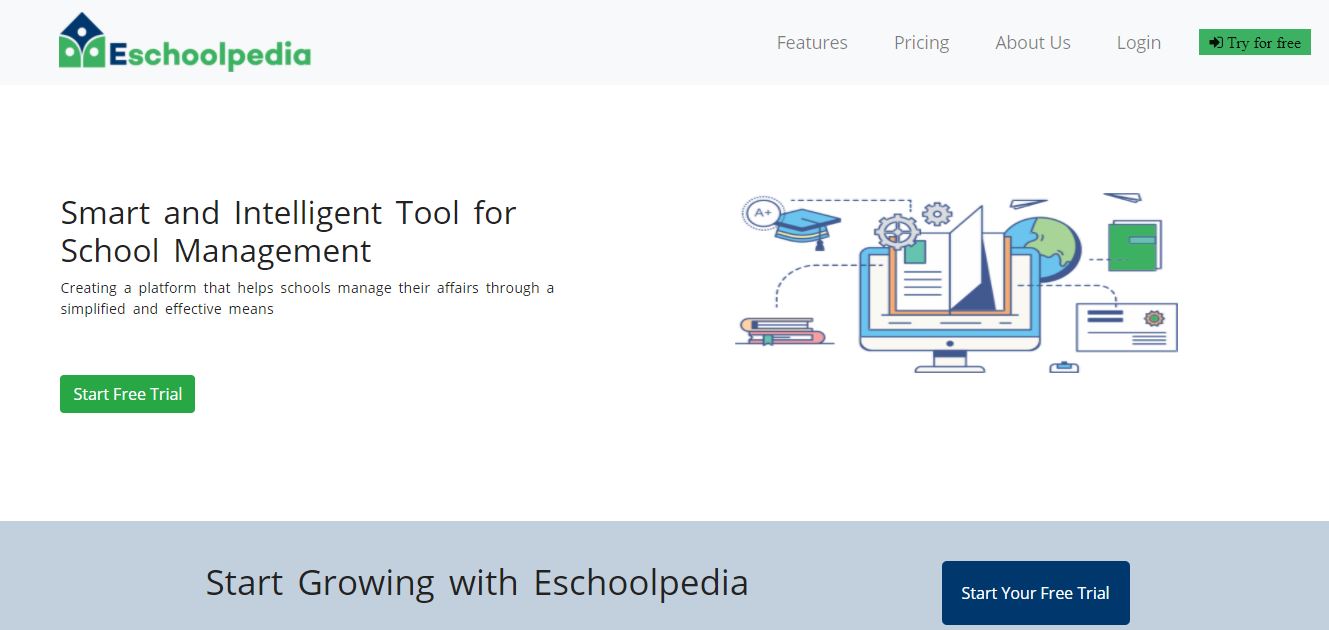 Eschoolpedia
Features
Pricing
About Us
Login
Try for free
Smart and Intelligent Tool for
School Management
Creating a platform that helps schools manage their affairs through a
simplified and effective means
Start Free Trial
A+
Start Growing with Eschoolpedia
Start Your Free Trial